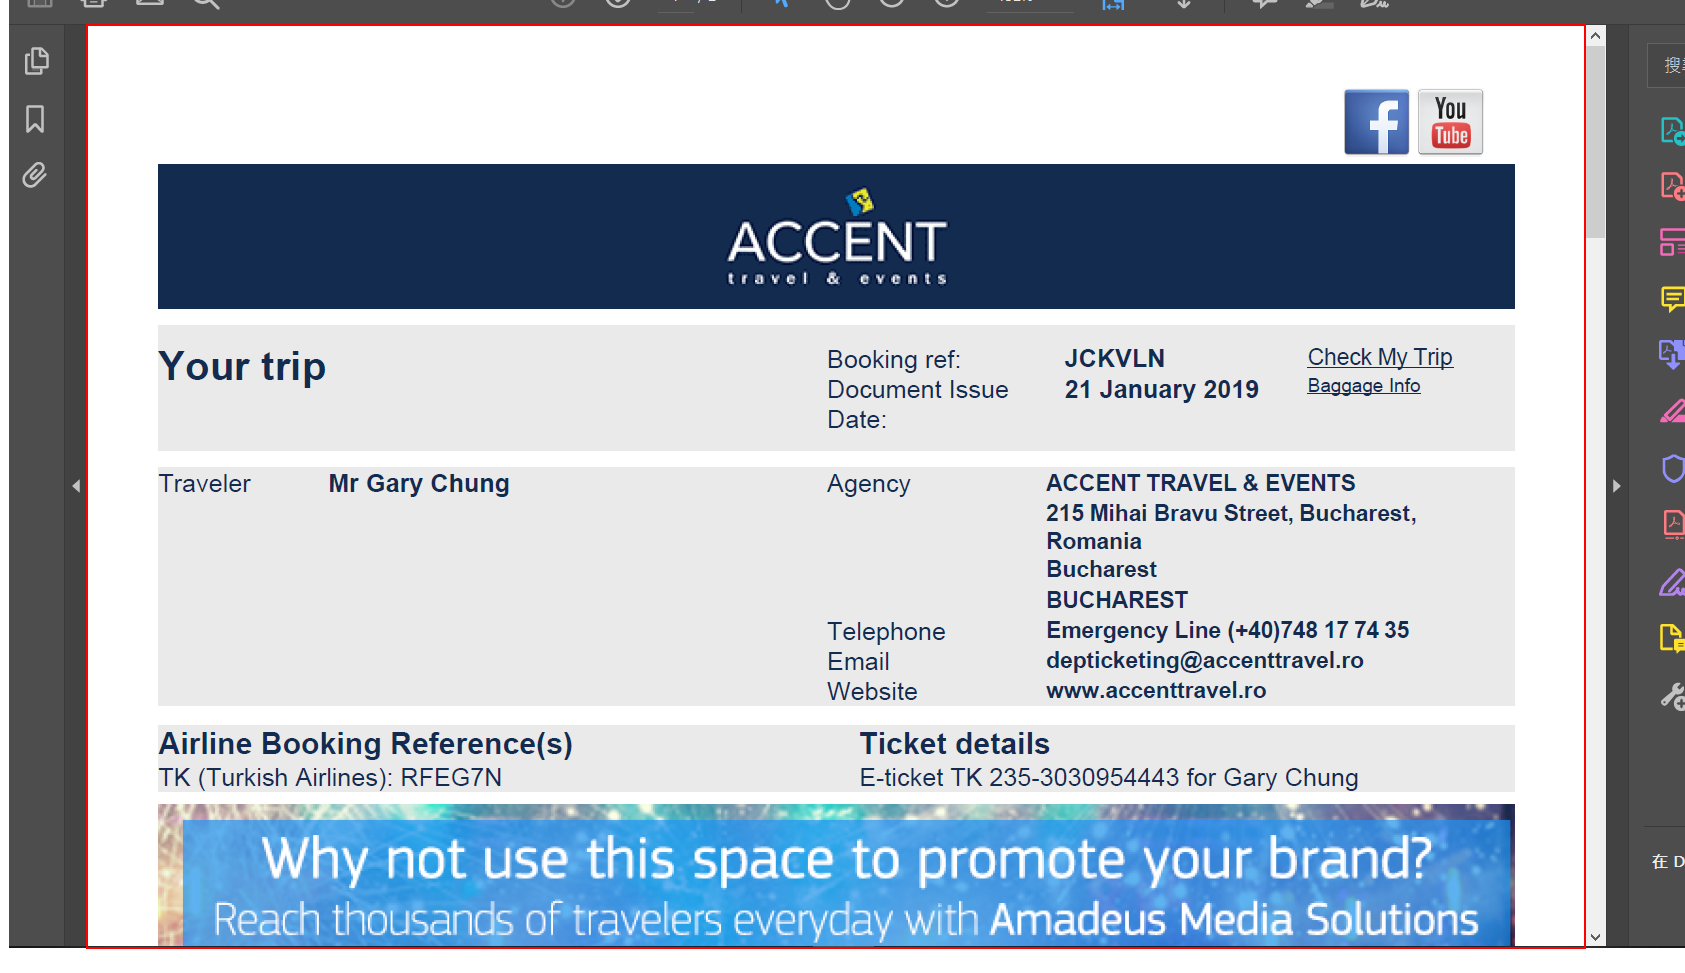 搜
You
Tube
ACCENT
travel & events
Your trip
Booking ref: JCKVLN Check My Trip
Document Issue Date: 21 January 2019 Baggage Info
Traveler Mr Gary Chung
Agency ACCENT TRAVEL & EVENTS
215 Mihai Bravu Street, Bucharest,
Romania
Bucharest
BUCHAREST
Telephone Emergency Line (+40)748 17 74 35
Email depticketing@accenttravel.ro
Website www.accenttravel.ro
Airline Booking Reference(s)
TK (Turkish Airlines): RFEG7N
Ticket details
E-ticket TK 235-3030954443 for Gary Chung
Why not use this space to promote your brand?
Reach thousands of travelers everyday with Amadeus Media Solutions
在 D